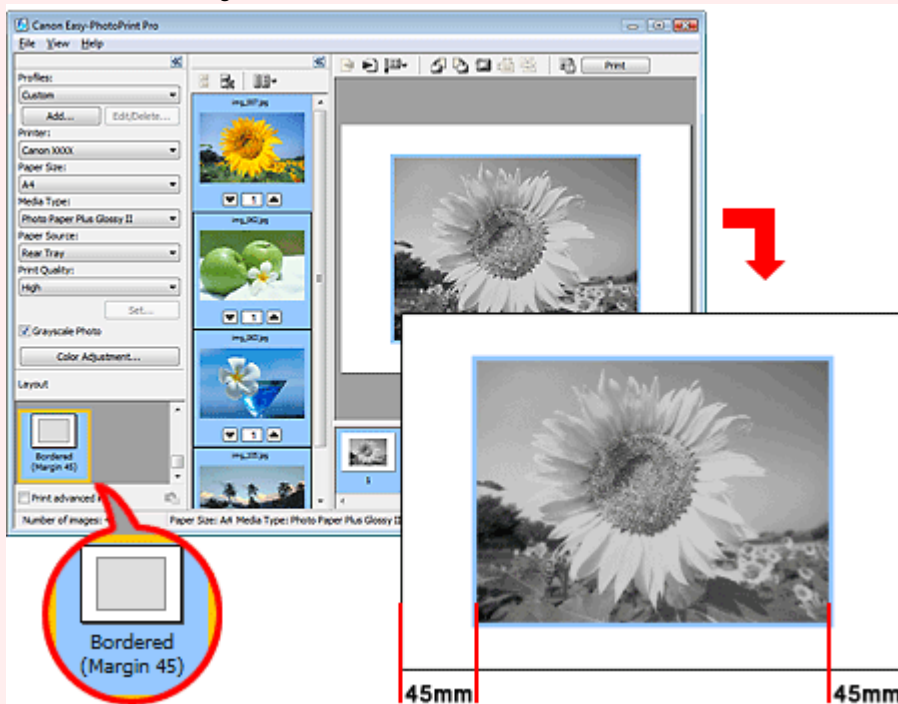 Canon Easy-PhotoPrint Pro
File View Help
Profiles:
Custom
Add... Edit/Delete...
Printer:
Canon XXXX
Paper Size:
A4
Media Type:
Photo Paper Plus Glossy II
Paper Source:
Rear Tray
Print Quality:
High
Set...
Grayscale Photo
Color Adjustment...
Layout
Bordered
(Margin 45)
Print advanced
Number of images:
Paper Size: A4 Media Type: Photo Paper Plus Glossy II
1
1
1
Print
1
Bordered
(Margin 45)
45mm
45mm